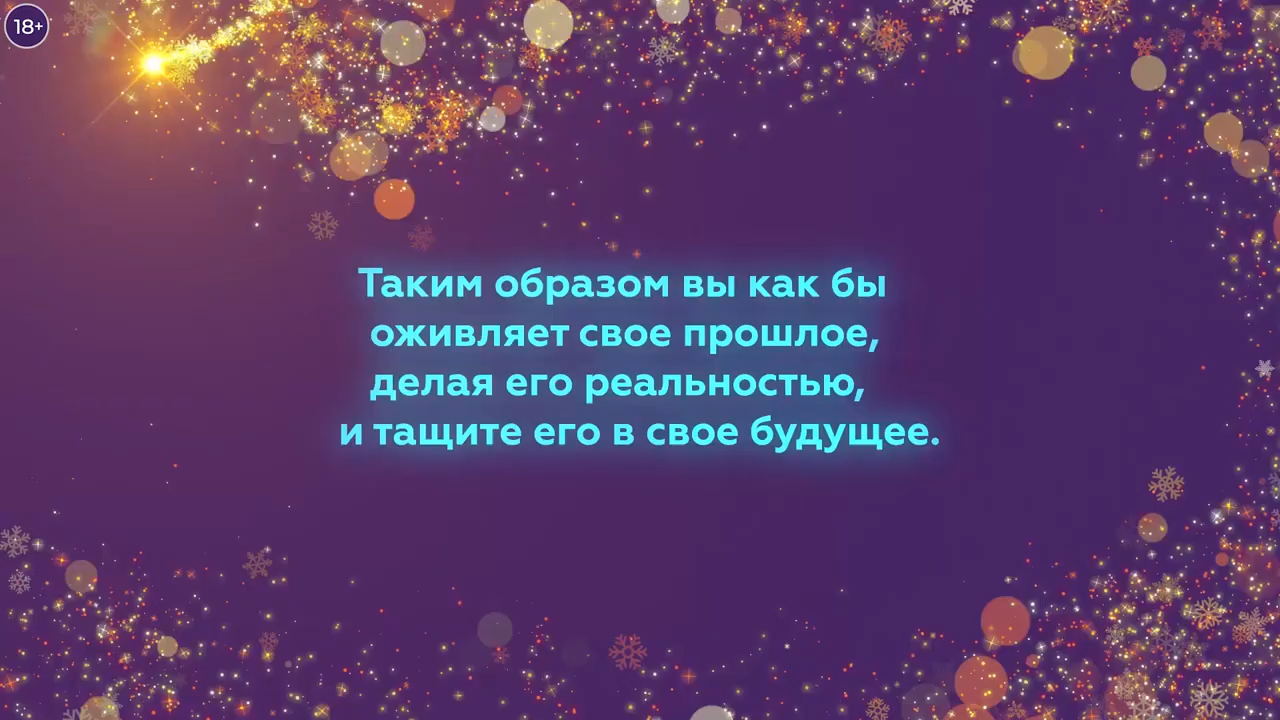 18+
Таким образом вы как бы
оживляет свое прошлое,
делая его реальностью,
и тащите его в свое будущее.